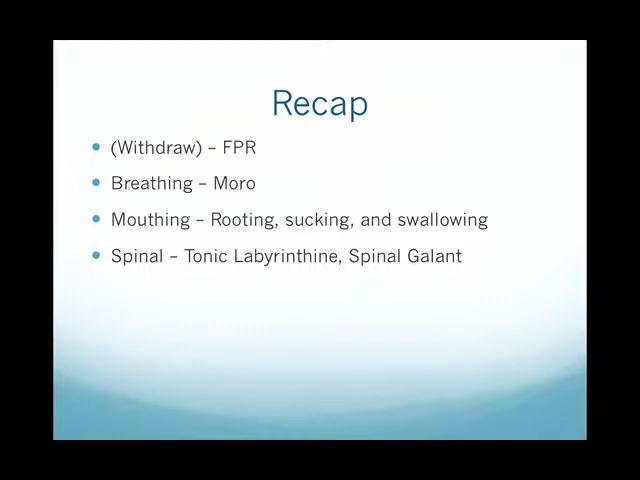 Recap
(Withdraw) – FPR
Breathing – Moro
Mouthing – Rooting, sucking, and swallowing
Spinal – Tonic Labyrinthine, Spinal Galant